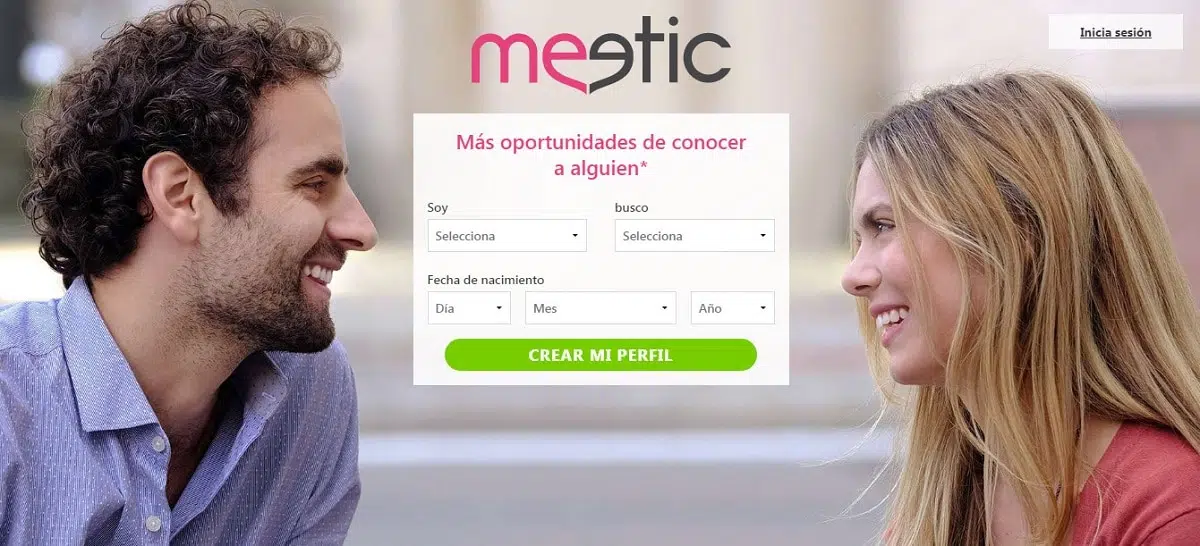 meetic
Inicia sesión
Más oportunidades de conocer
a alguien*
Soy
busco
Selecciona
Selecciona
Fecha de nacimiento
Día
Mes
Año
CREAR MI PERFIL